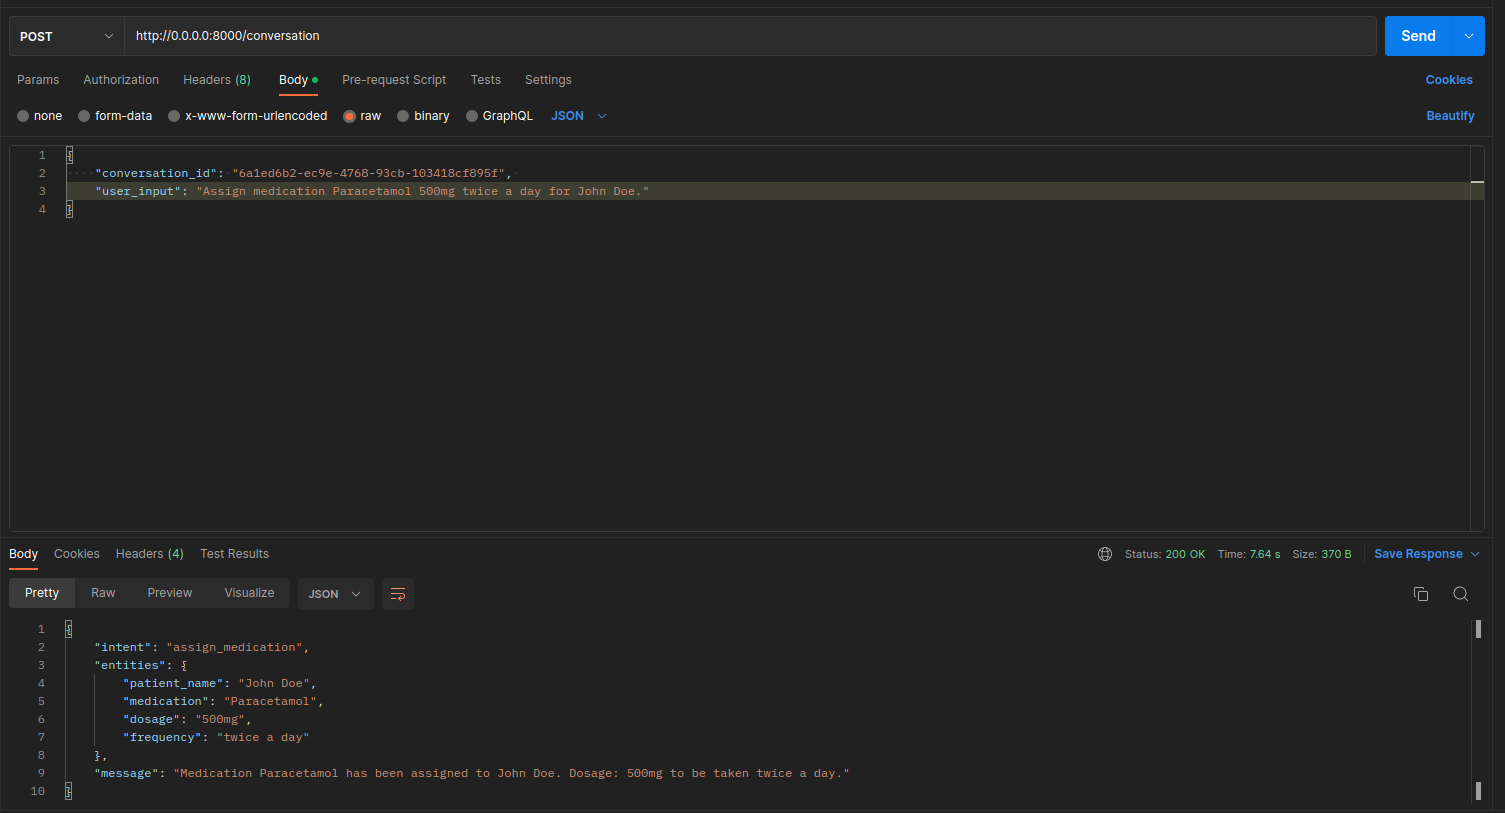 POST http://0.0.0.0:8000/conversation Send
Params Authorization Headers (8) Body Pre-request Script Tests Settings Cookies
none form-data x-www-form-urlencoded raw binary GraphQL JSON Beautify
1 {
2 "conversation_id": "6a1ed6b2-ec9e-4768-93cb-103418cf895f",
3 "user_input": "Assign medication Paracetamol 500mg twice a day for John Doe."
4 }
Body Cookies Headers (4) Test Results Status: 200 OK Time: 7.64 s Size: 370 B Save Response
Pretty Raw Preview Visualize JSON
1 {
2 "intent": "assign_medication",
3 "entities": {
4 "patient_name": "John Doe",
5 "medication": "Paracetamol",
6 "dosage": "500mg",
7 "frequency": "twice a day"
8 },
9 "message": "Medication Paracetamol has been assigned to John Doe. Dosage: 500mg to be taken twice a day."
10 }